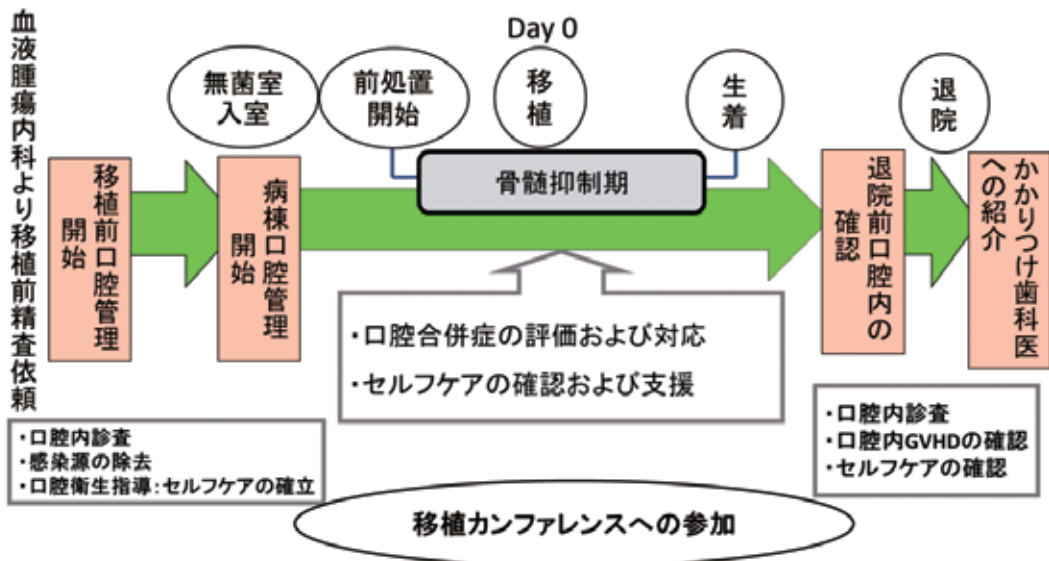 血液腫瘍内科より移植前精査依頼
Day 0
無菌室
入室
前処置
開始
移植
生着
退院
移植前口腔管理
開始
病棟口腔管理
開始
骨髄抑制期
退院前口腔内の
確認
かかりつけ歯科医
への紹介
・口腔合併症の評価および対応
・セルフケアの確認および支援
・口腔内診査
・感染源の除去
・口腔衛生指導：セルフケアの確立
・口腔内診査
・口腔内GVHDの確認
・セルフケアの確認
移植カンファレンスへの参加